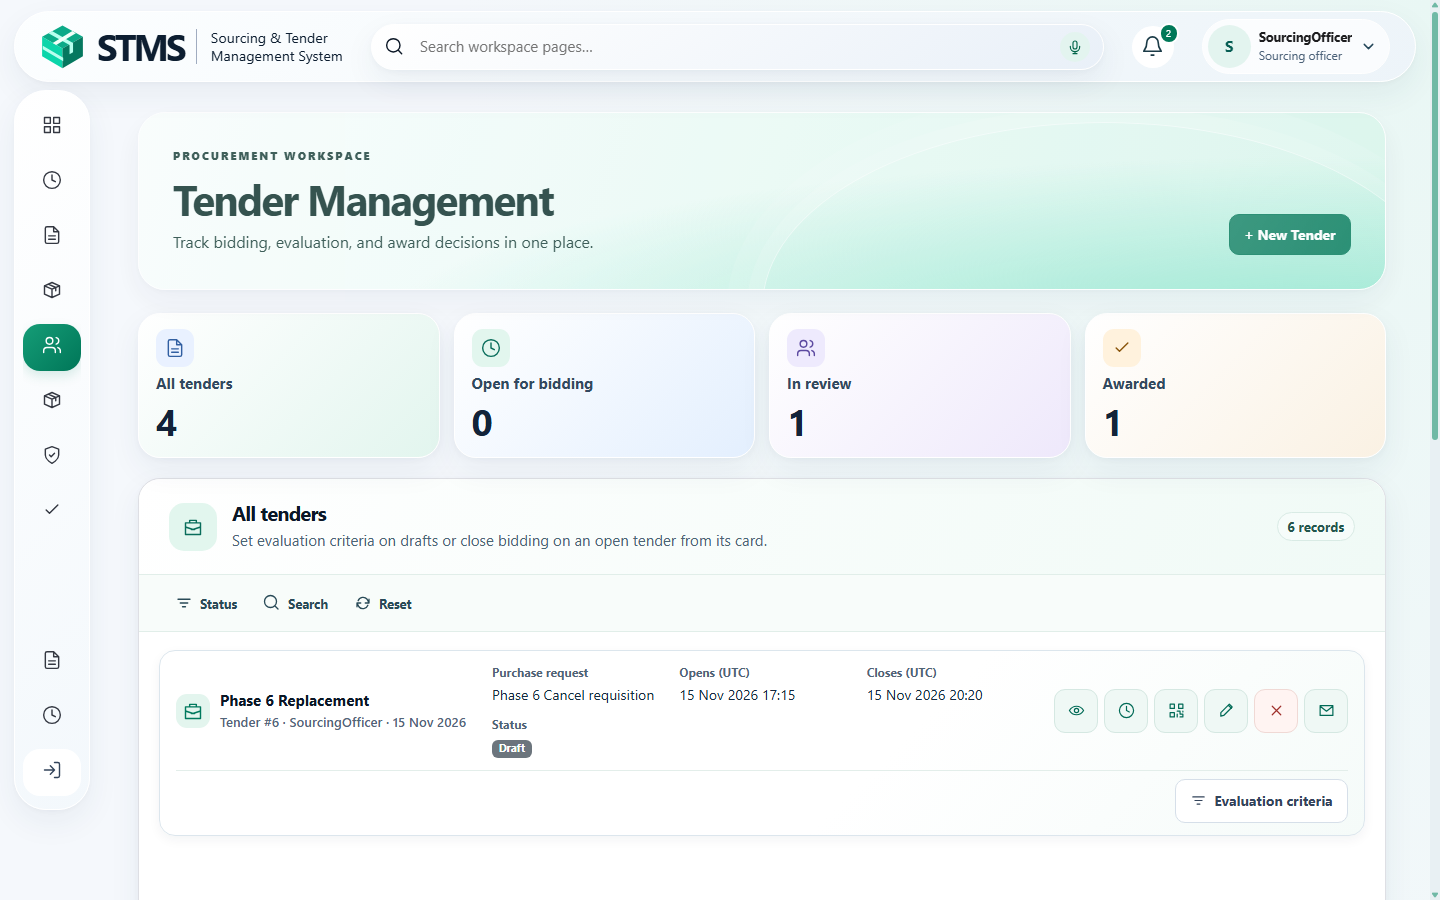 STMS
Sourcing & Tender
Management System
Search workspace pages...
2
S
SourcingOfficer
Sourcing officer
PROCUREMENT WORKSPACE
Tender Management
Track bidding, evaluation, and award decisions in one place.
+ New Tender
All tenders
4
Open for bidding
0
In review
1
Awarded
1
All tenders
Set evaluation criteria on drafts or close bidding on an open tender from its card.
6 records
Status
Search
Reset
Phase 6 Replacement
Tender #6 · SourcingOfficer · 15 Nov 2026
Purchase request
Phase 6 Cancel requisition
Opens (UTC)
15 Nov 2026 17:15
Closes (UTC)
15 Nov 2026 20:20
Status
Draft
Evaluation criteria